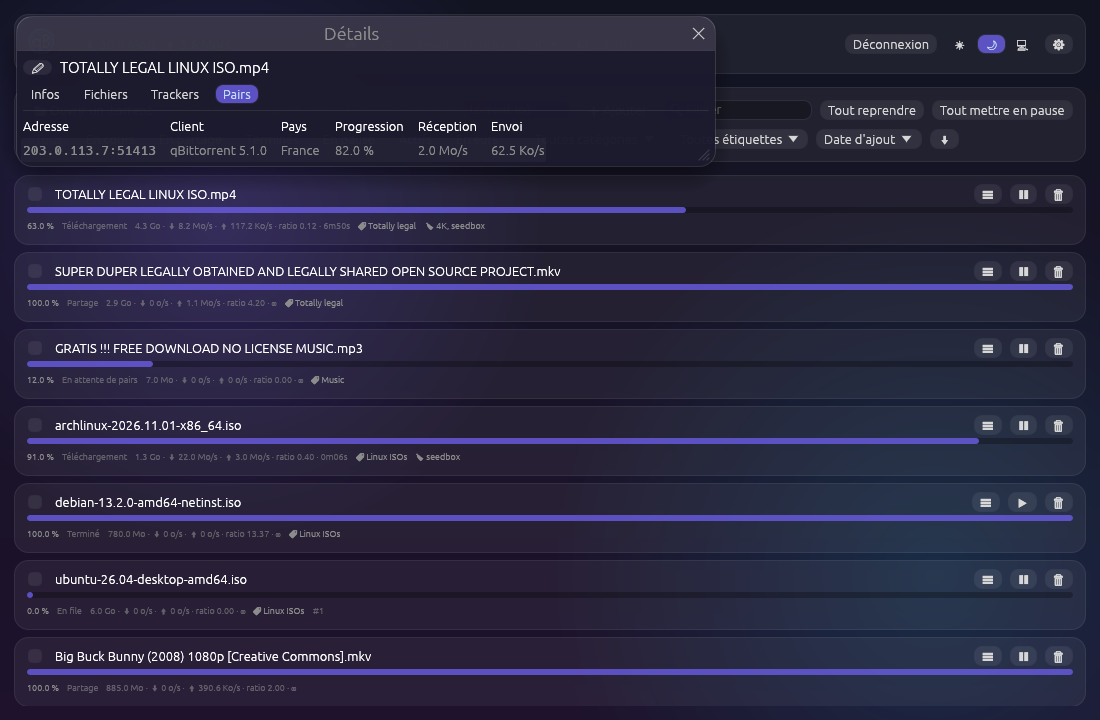 Détails
Déconnexion
TOTALLY LEGAL LINUX ISO.mp4
Infos Fichiers Trackers Pairs
Tout reprendre Tout mettre en pause
Adresse Client Pays Progression Réception Envoi
203.0.113.7:51413 qBittorrent 5.1.0 France 82.0 % 2.0 Mo/s 62.5 Ko/s
étiquettes Date d'ajout
TOTALLY LEGAL LINUX ISO.mp4
63.0 % Téléchargement 4.3 Go · 8.2 Mo/s · 117.2 Ko/s · ratio 0.12 · 6m50s Totally legal 4K, seedbox
SUPER DUPER LEGALLY OBTAINED AND LEGALLY SHARED OPEN SOURCE PROJECT.mkv
100.0 % Partage 2.9 Go · 0 o/s · 1.1 Mo/s · ratio 4.20 · ∞ Totally legal
GRATIS !!! FREE DOWNLOAD NO LICENSE MUSIC.mp3
12.0 % En attente de pairs 7.0 Mo · 0 o/s · 0 o/s · ratio 0.00 · ∞ Music
archlinux-2026.11.01-x86_64.iso
91.0 % Téléchargement 1.3 Go · 22.0 Mo/s · 3.0 Mo/s · ratio 0.40 · 0m06s Linux ISOs seedbox
debian-13.2.0-amd64-netinst.iso
100.0 % Terminé 780.0 Mo · 0 o/s · 0 o/s · ratio 13.37 · ∞ Linux ISOs
ubuntu-26.04-desktop-amd64.iso
0.0 % En file 6.0 Go · 0 o/s · 0 o/s · ratio 0.00 · ∞ Linux ISOs #1
Big Buck Bunny (2008) 1080p [Creative Commons].mkv
100.0 % Partage 885.0 Mo · 0 o/s · 390.6 Ko/s · ratio 2.00 · ∞